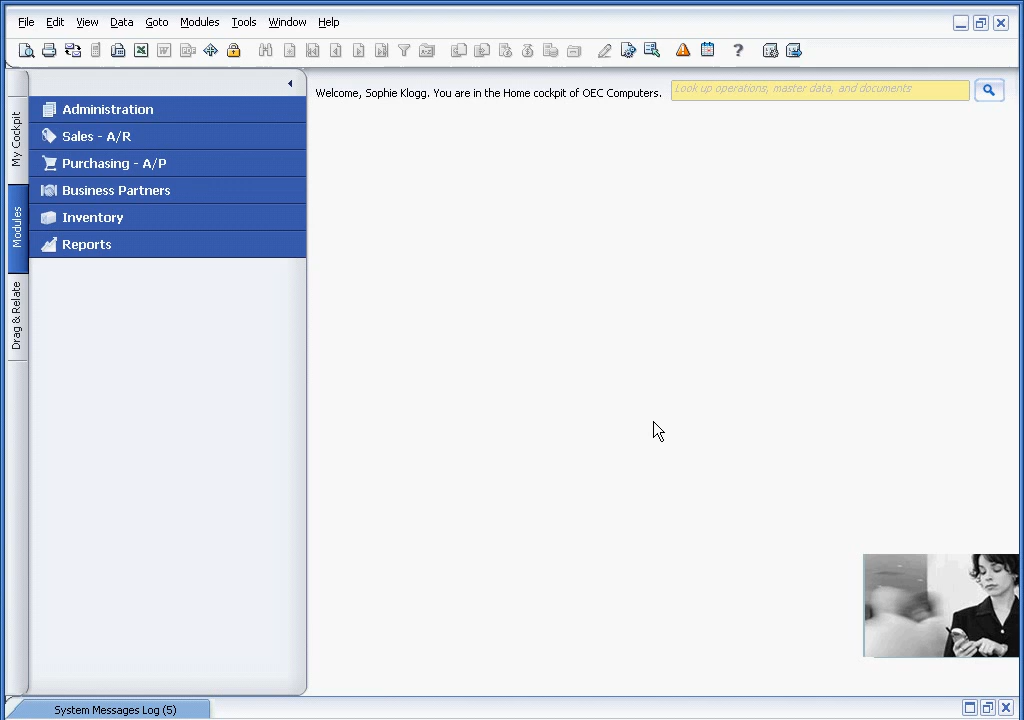 File Edit View Data Goto Modules Tools Window Help
Welcome, Sophie Klogg. You are in the Home cockpit of OEC Computers.
Look up operations, master data, and documents
My Cockpit
Modules
Drag & Relate
Administration
Sales - A/R
Purchasing - A/P
Business Partners
Inventory
Reports
System Messages Log (5)